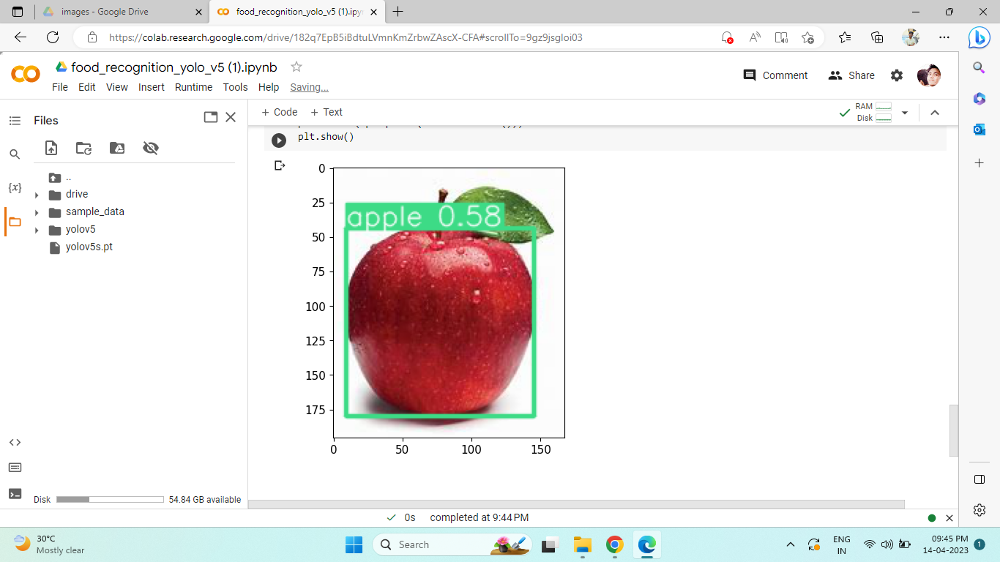 images - Google Drive
food_recognition_yolo_v5 (1).ipy
https://colab.research.google.com/drive/182q7EpB5iBdtuLVmnKmZrbwZAscX-CFA#scrollTo=9gz9jsgIoi03
food_recognition_yolo_v5 (1).ipynb
File Edit View Insert Runtime Tools Help Saving...
Comment Share
Files
+ Code + Text
RAM
Disk
plt.show()
{x}
..
drive
sample_data
yolov5
yolov5s.pt
0
25
50
75
100
125
150
175
apple 0.58
0 50 100 150
Disk 54.84 GB available
0s completed at 9:44 PM
30°C
Mostly clear
Search
ENG
IN
09:45 PM
14-04-2023
1